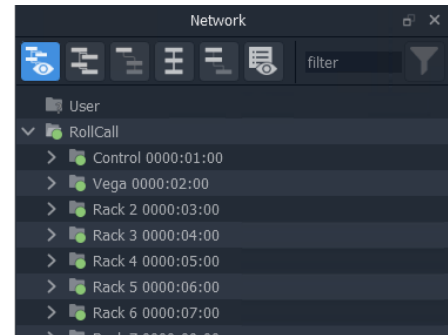 Network
filter
User
RollCall
Control 0000:01:00
Vega 0000:02:00
Rack 2 0000:03:00
Rack 3 0000:04:00
Rack 4 0000:05:00
Rack 5 0000:06:00
Rack 6 0000:07:00